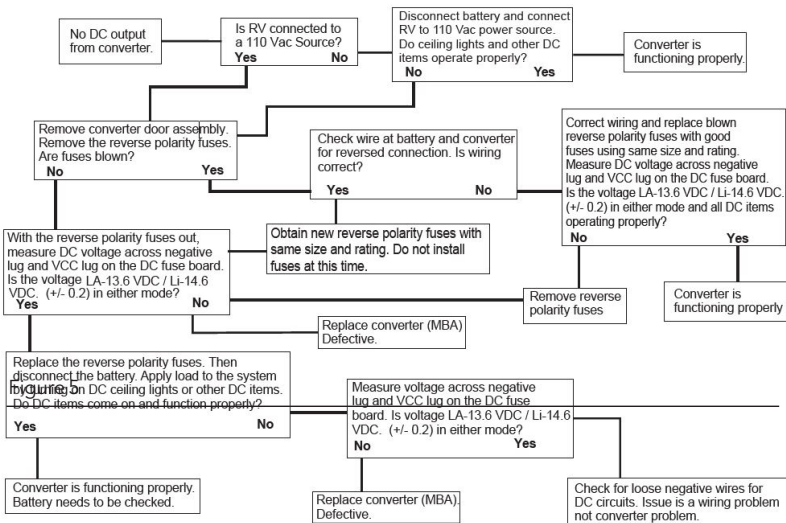 No DC output
from converter.
Is RV connected to
a 110 Vac Source?
Yes No
Disconnect battery and connect
RV to 110 Vac power source.
Do ceiling lights and other DC
items operate properly?
No Yes
Converter is
functioning properly.
Remove converter door assembly.
Remove the reverse polarity fuses.
Are fuses blown?
No Yes
Check wire at battery and converter
for reversed connection. Is wiring
correct?
Yes No
Correct wiring and replace blown
reverse polarity fuses with good
fuses using same size and rating.
Measure DC voltage across negative
lug and VCC lug on the DC fuse board.
Is the voltage LA-13.6 VDC / Li-14.6 VDC.
(+/- 0.2) in either mode and all DC items
operating properly?
No Yes
With the reverse polarity fuses out,
measure DC voltage across negative
lug and VCC lug on the DC fuse board.
Is the voltage LA-13.6 VDC / Li-14.6
VDC. (+/- 0.2) in either mode?
Yes No
Obtain new reverse polarity fuses with
same size and rating. Do not install
fuses at this time.
Remove reverse
polarity fuses
Converter is
functioning properly
Replace converter (MBA)
Defective.
Replace the reverse polarity fuses. Then
disconnect the battery. Apply load to the system
by turning on DC ceiling lights or other DC items.
Do DC items come on and function properly?
Yes No
Figure 5
Measure voltage across negative
lug and VCC lug on the DC fuse
board. Is voltage LA-13.6 VDC / Li-14.6
VDC. (+/- 0.2) in either mode?
No Yes
Converter is functioning properly.
Battery needs to be checked.
Replace converter (MBA).
Defective.
Check for loose negative wires for
DC circuits. Issue is a wiring problem
not converter problem.